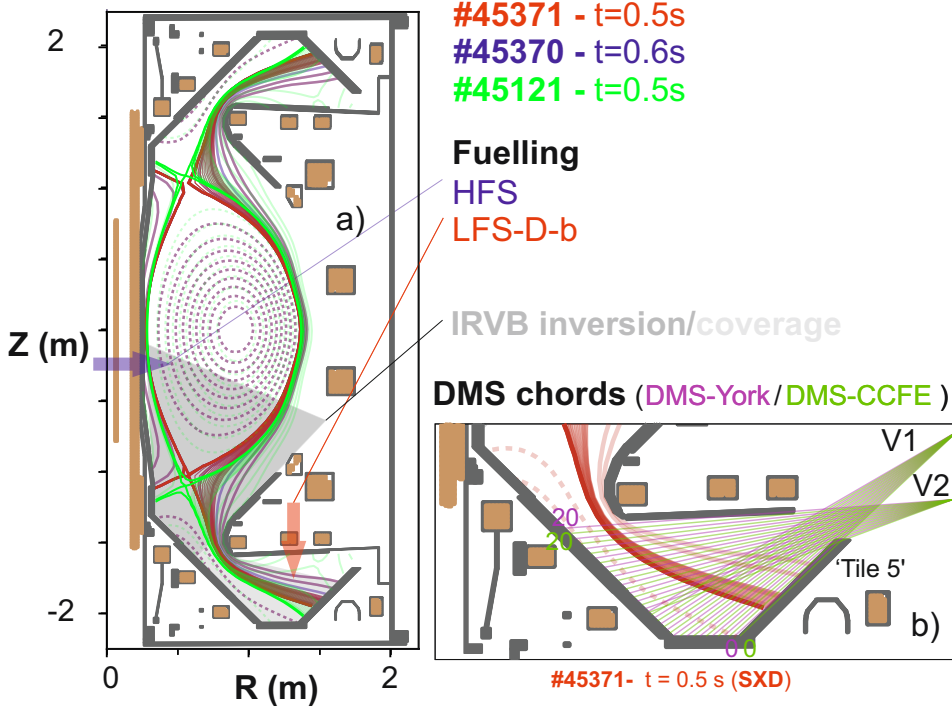 #45371 - t=0.5s
#45370 - t=0.6s
#45121 - t=0.5s
2
Fuelling
HFS
a)
LFS-D-b
IRVB inversion/coverage
Z (m)
DMS chords (DMS-York/DMS-CCFE )
V1
V2
20
20
'Tile 5'
-2
b)
0 0
0
R (m)
2
#45371- t = 0.5 s (SXD)